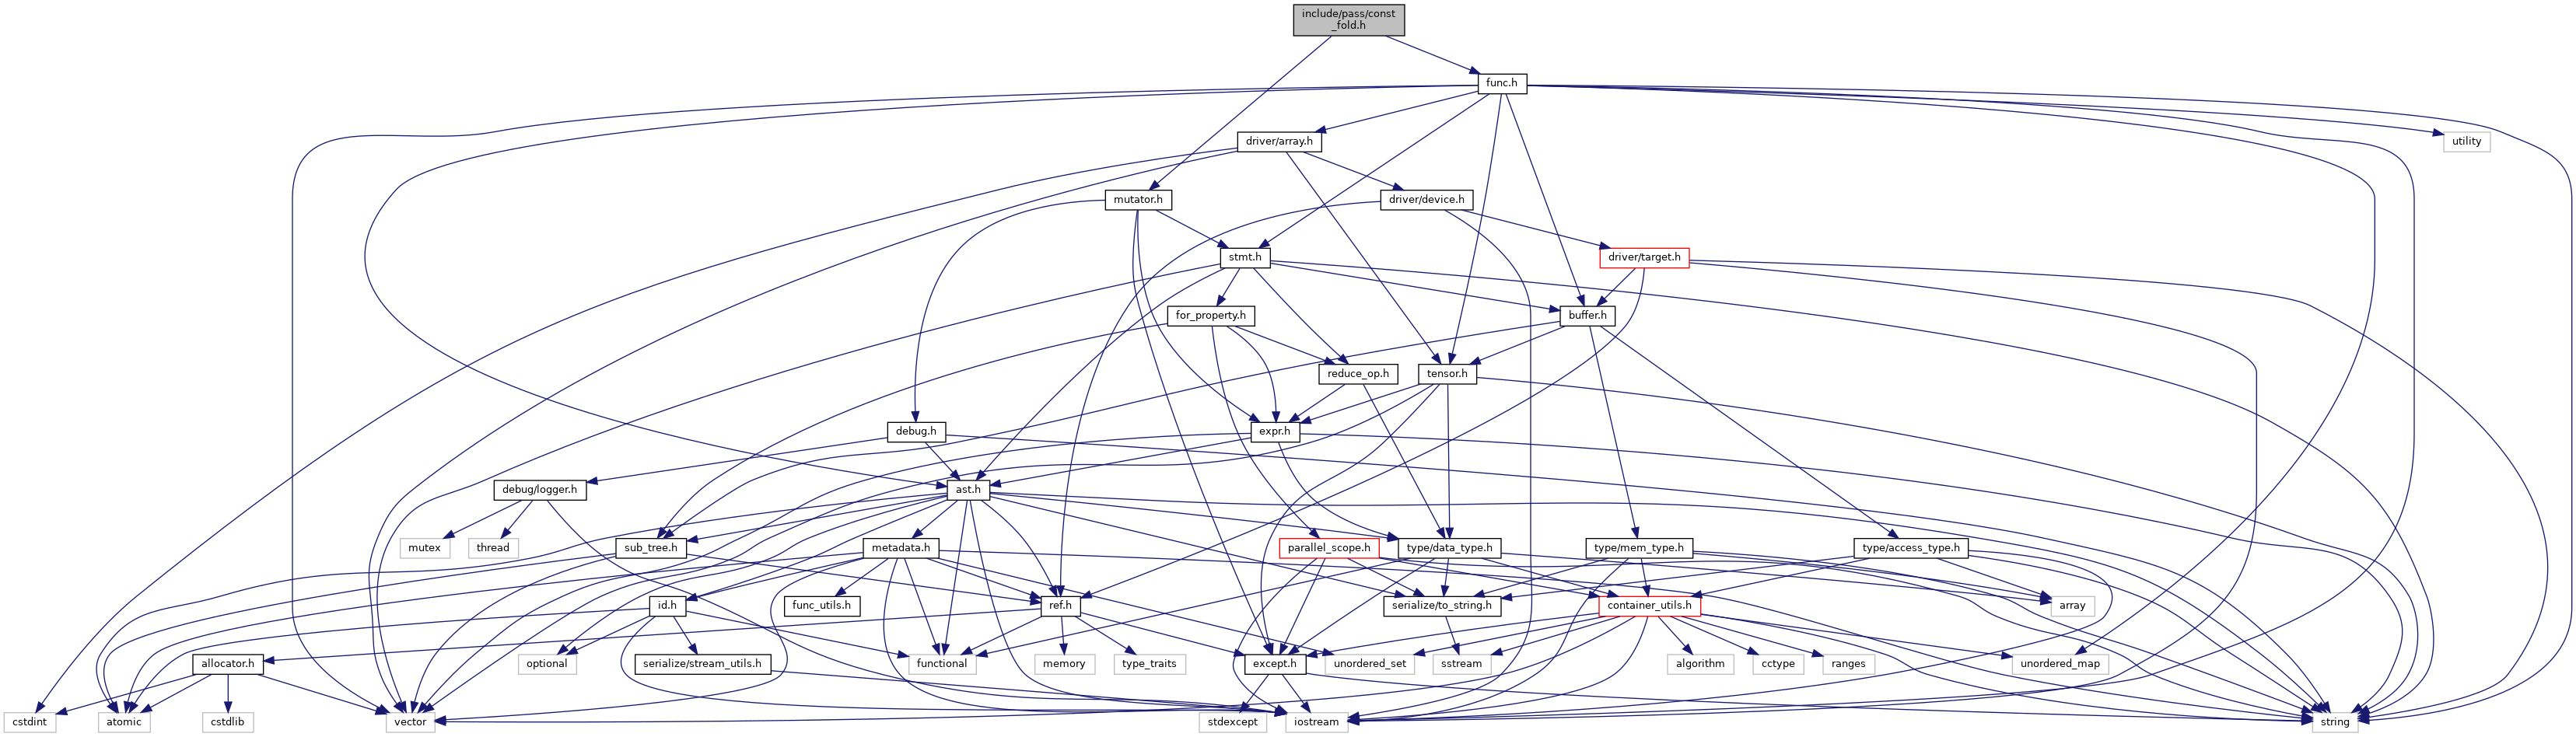 include/pass/const
_fold.h
func.h
driver/array.h
utility
mutator.h
driver/device.h
stmt.h
driver/target.h
for_property.h
buffer.h
reduce_op.h
tensor.h
debug.h
expr.h
debug/logger.h
ast.h
mutex
thread
sub_tree.h
metadata.h
parallel_scope.h
type/data_type.h
type/mem_type.h
type/access_type.h
id.h
func_utils.h
ref.h
serialize/to_string.h
container_utils.h
array
allocator.h
optional
serialize/stream_utils.h
functional
memory
type_traits
except.h
unordered_set
sstream
algorithm
cctype
ranges
unordered_map
cstdint
atomic
cstdlib
vector
stdexcept
iostream
string